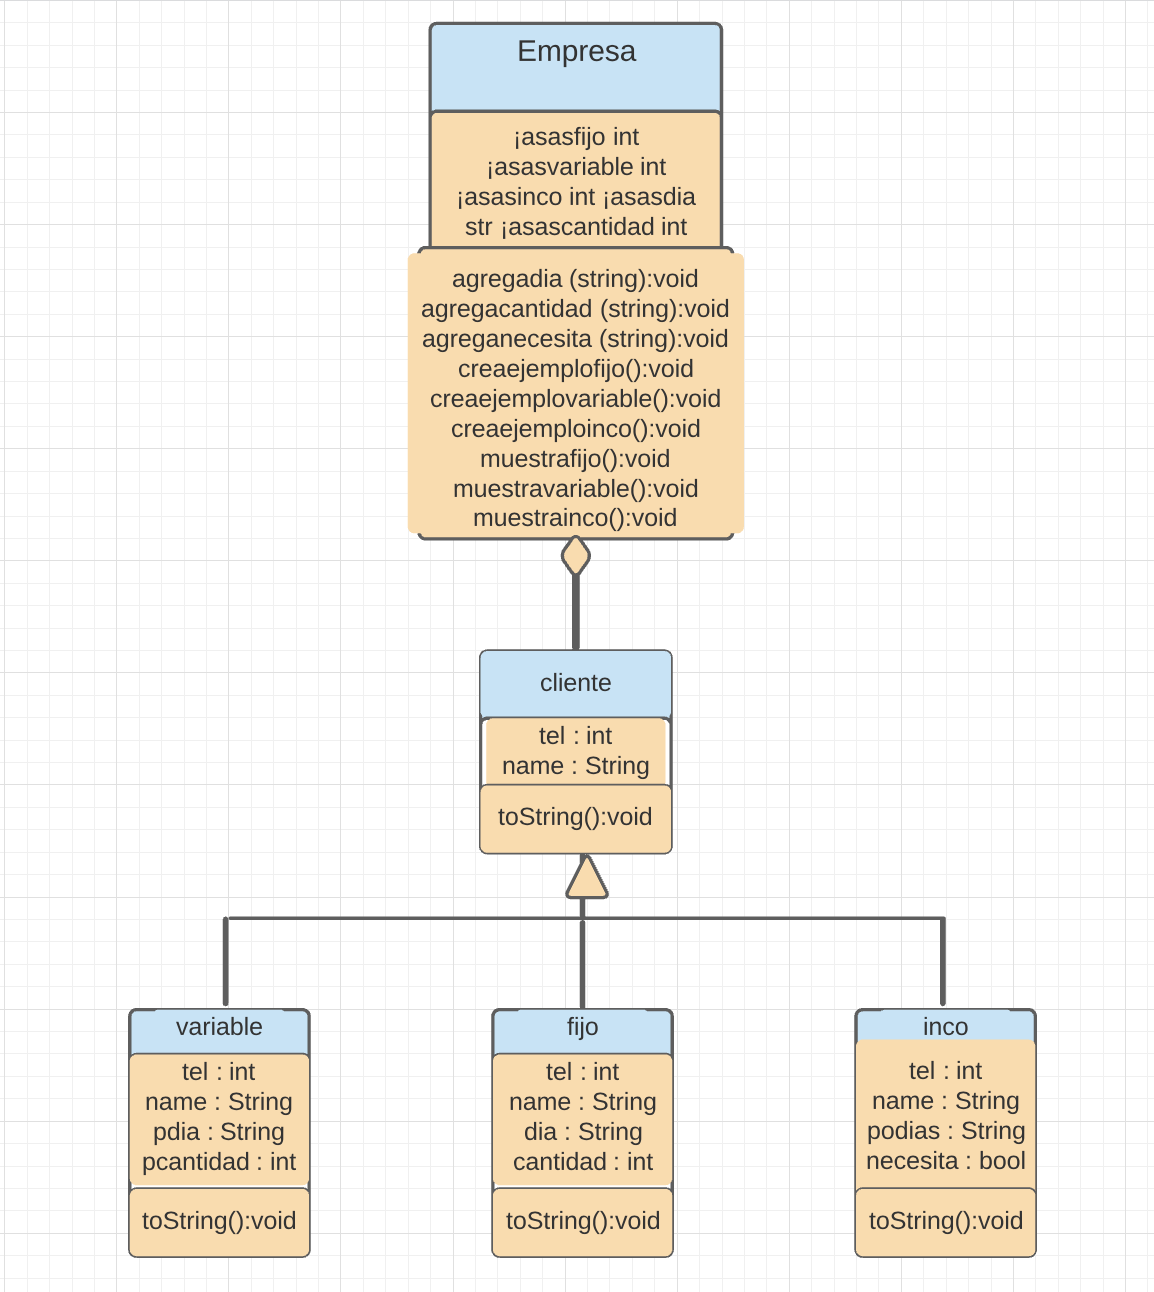 Empresa
¡asasfijo int
¡asasvariable int
¡asasinco int ¡asasdia
str ¡asascantidad int
agregadia (string):void
agregacantidad (string):void
agreganecesita (string):void
creaejemplofijo():void
creaejemplovariable():void
creaejemploinco():void
muestrafijo():void
muestravariable():void
muestrainco():void
cliente
tel : int
name : String
toString():void
variable
tel : int
name : String
pdia : String
pcantidad : int
toString():void
fijo
tel : int
name : String
dia : String
cantidad : int
toString():void
inco
tel : int
name : String
podias : String
necesita : bool
toString():void